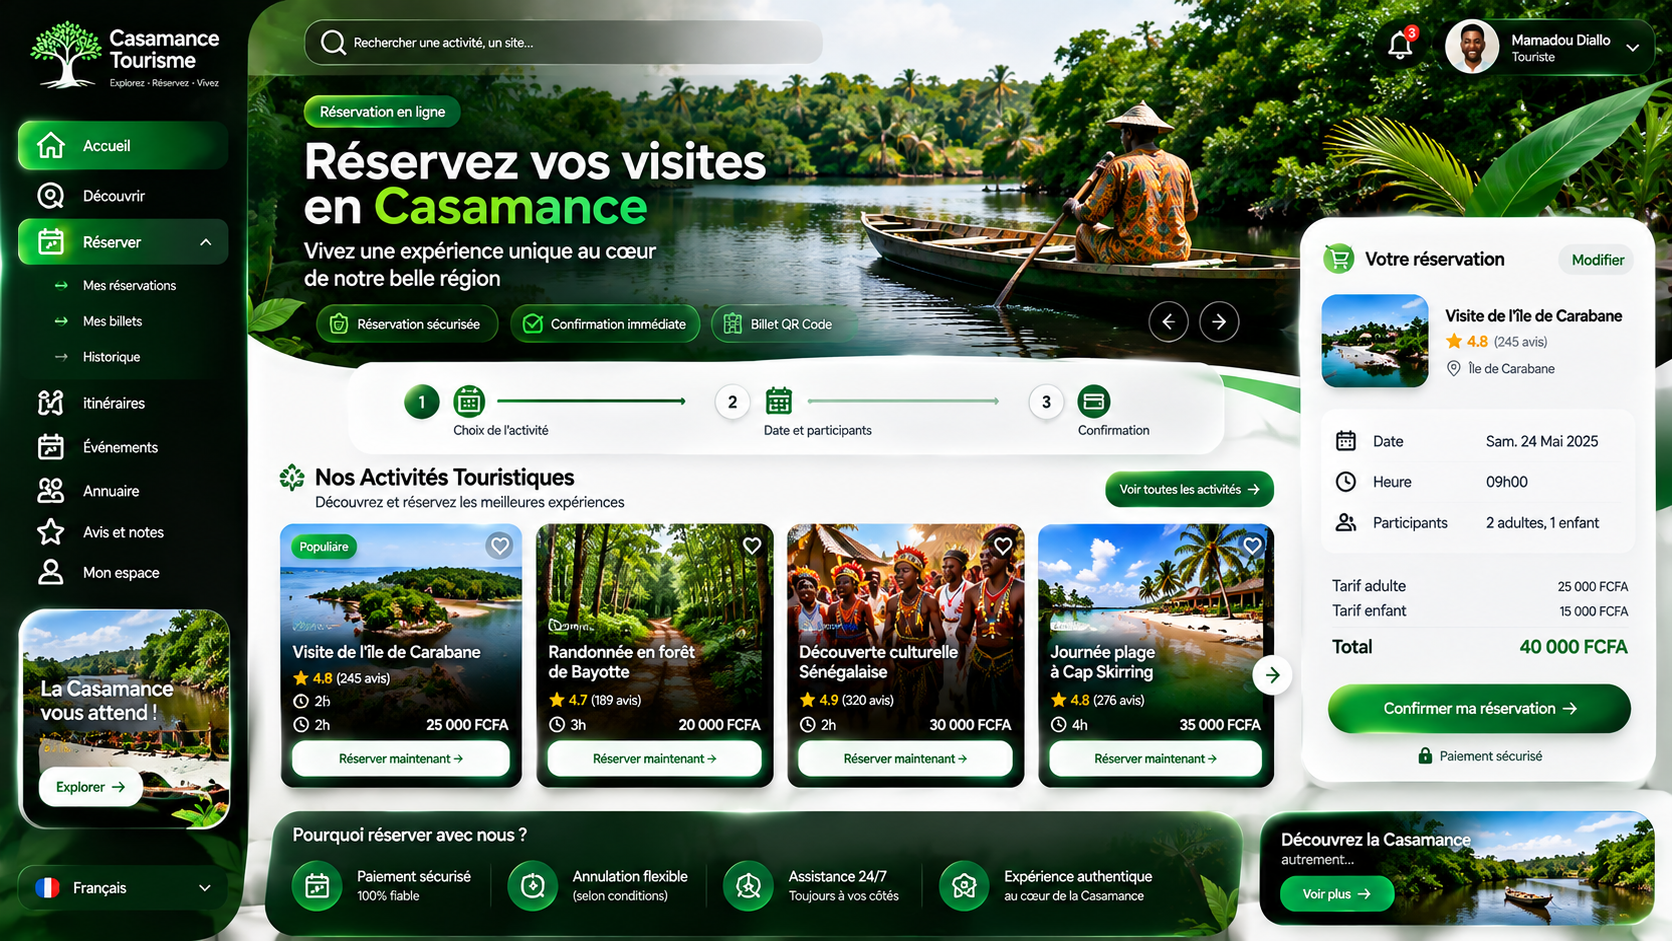 Casamance
Tourisme
Explorez • Réservez • Vivez
Accueil
Découvrir
Réserver
Mes réservations
Mes billets
Historique
itinéraires
Événements
Annuaire
Avis et notes
Mon espace
La Casamance
vous attend !
Explorer →
Français
Rechercher une activité, un site...
3
Mamadou Diallo
Touriste
Réservation en ligne
Réservez vos visites
en Casamance
Vivez une expérience unique au cœur
de notre belle région
Réservation sécurisée
Confirmation immédiate
Billet QR Code
1
Choix de l'activité
2
Date et participants
3
Confirmation
Nos Activités Touristiques
Découvrez et réservez les meilleures expériences
Voir toutes les activités →
Populiare
Visite de l'île de Carabane
4.8 (245 avis)
2h
2h 25 000 FCFA
Réserver maintenant →
Randonnée en forêt
de Bayotte
4.7 (189 avis)
3h 20 000 FCFA
Réserver maintenant →
Découverte culturelle
Sénégalaise
4.9 (320 avis)
2h 30 000 FCFA
Réserver maintenant →
Journée plage
à Cap Skirring
4.8 (276 avis)
4h 35 000 FCFA
Réserver maintenant →
Votre réservation
Modifier
Visite de l'île de Carabane
4.8 (245 avis)
Île de Carabane
Date Sam. 24 Mai 2025
Heure 09h00
Participants 2 adultes, 1 enfant
Tarif adulte 25 000 FCFA
Tarif enfant 15 000 FCFA
Total 40 000 FCFA
Confirmer ma réservation →
Paiement sécurisé
Pourquoi réserver avec nous ?
Paiement sécurisé
100% fiable
Annulation flexible
(selon conditions)
Assistance 24/7
Toujours à vos côtés
Expérience authentique
au cœur de la Casamance
Découvrez la Casamance
autrement...
Voir plus →